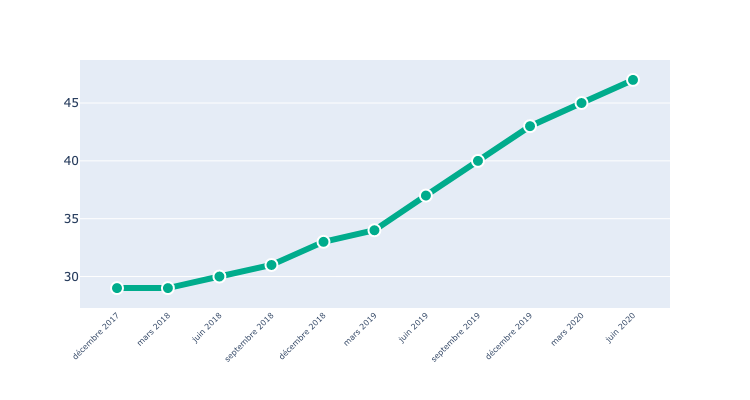 45
40
35
30
décembre 2017
mars 2018
juin 2018
septembre 2018
décembre 2018
mars 2019
juin 2019
septembre 2019
décembre 2019
mars 2020
juin 2020